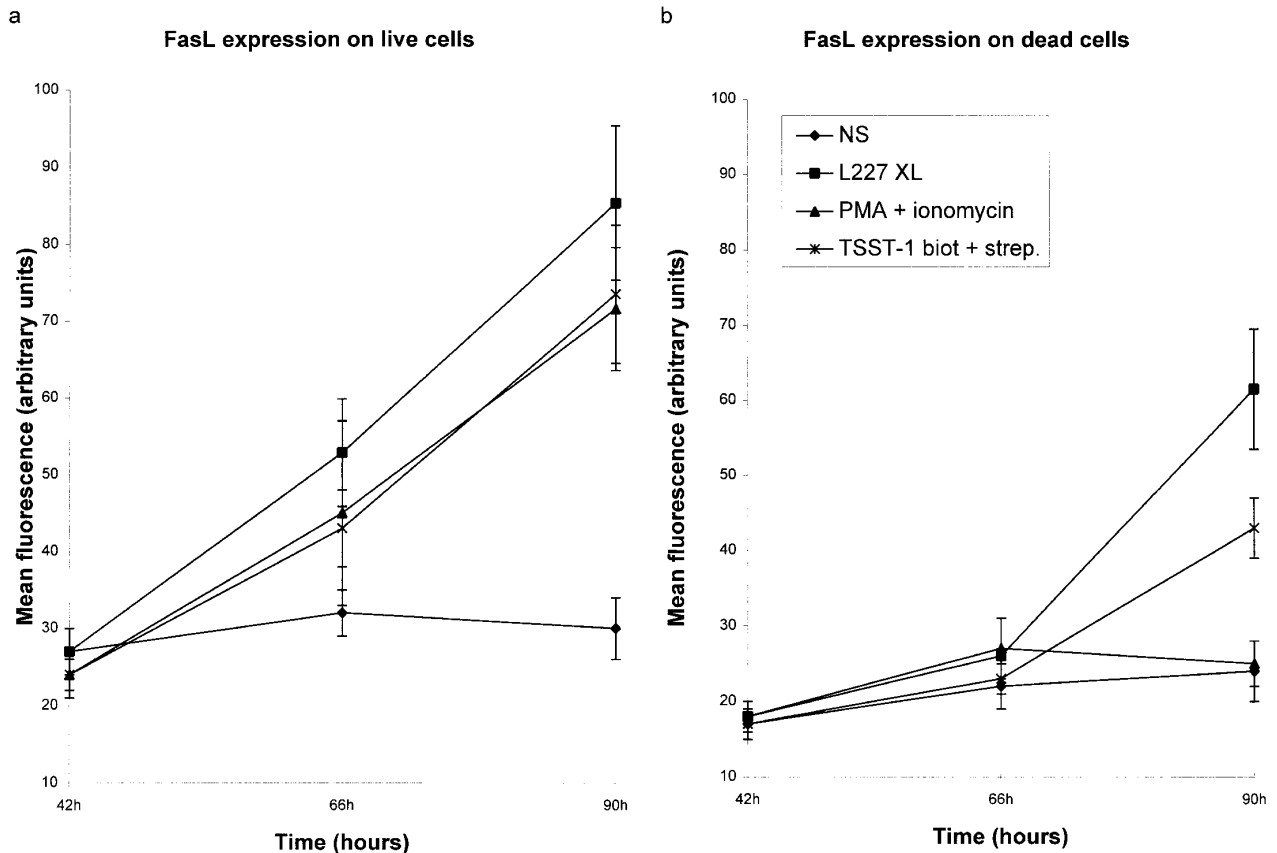 a
FasL expression on live cells
100
90
80
70
60
50
40
30
20
10
42h
66h
90h
Mean fluorescence (arbitrary units)
Time (hours)
b
FasL expression on dead cells
NS
L227 XL
PMA + ionomycin
TSST-1 biot + strep.
100
90
80
70
60
50
40
30
20
10
42h
66h
90h
Mean fluorescence (arbitrary units)
Time (hours)